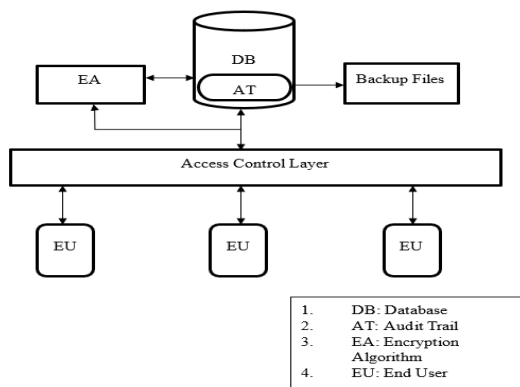 DB
EA
AT
Backup Files
Access Control Layer
EU
EU
EU
1. DB: Database
2. AT: Audit Trail
3. EA: Encryption
Algorithm
4. EU: End User